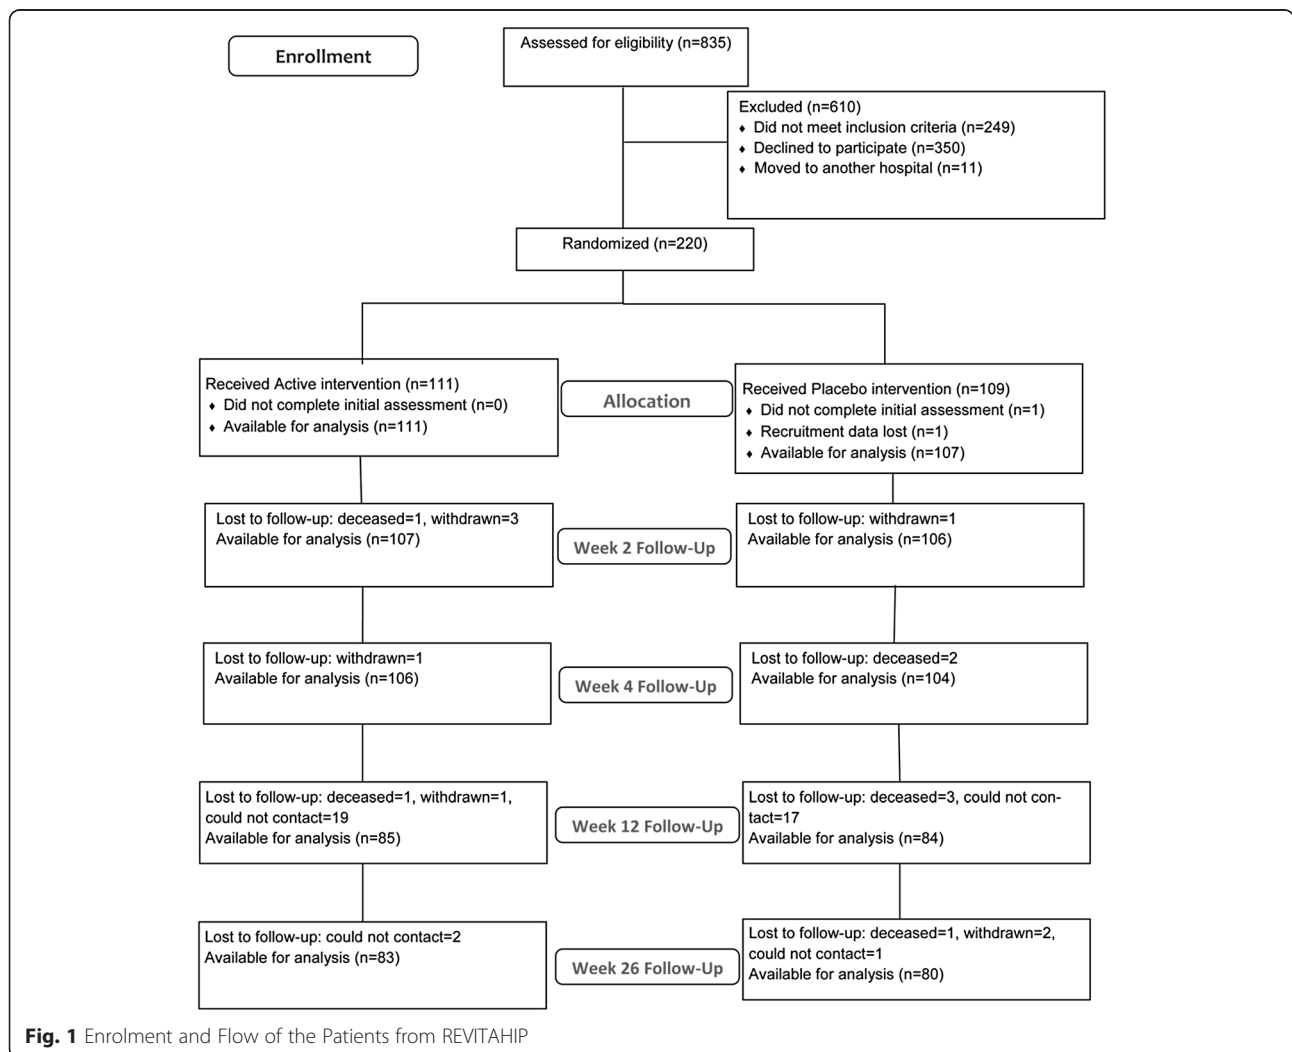 Enrollment
Assessed for eligibility (n=835)
Excluded (n=610)
♦ Did not meet inclusion criteria (n=249)
♦ Declined to participate (n=350)
♦ Moved to another hospital (n=11)
Randomized (n=220)
Received Active intervention (n=111)
♦ Did not complete initial assessment (n=0)
♦ Available for analysis (n=111)
Allocation
Received Placebo intervention (n=109)
♦ Did not complete initial assessment (n=1)
♦ Recruitment data lost (n=1)
♦ Available for analysis (n=107)
Lost to follow-up: deceased=1, withdrawn=3
Available for analysis (n=107)
Week 2 Follow-Up
Lost to follow-up: withdrawn=1
Available for analysis (n=106)
Lost to follow-up: withdrawn=1
Available for analysis (n=106)
Week 4 Follow-Up
Lost to follow-up: deceased=2
Available for analysis (n=104)
Lost to follow-up: deceased=1, withdrawn=1,
could not contact=19
Available for analysis (n=85)
Week 12 Follow-Up
Lost to follow-up: deceased=3, could not con-
tact=17
Available for analysis (n=84)
Lost to follow-up: could not contact=2
Available for analysis (n=83)
Week 26 Follow-Up
Lost to follow-up: deceased=1, withdrawn=2,
could not contact=1
Available for analysis (n=80)
Fig. 1 Enrolment and Flow of the Patients from REVITAHIP